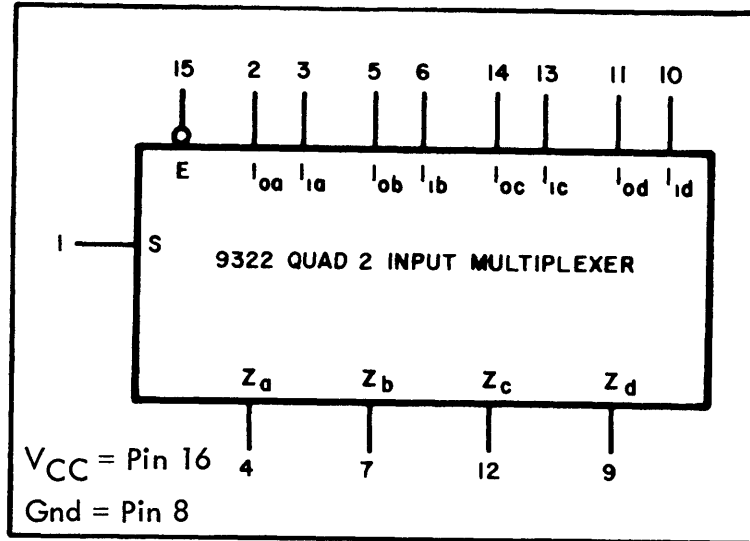 15 2 3 5 6 14 13 11 10
E I0a I1a I0b I1b I0c I1c I0d I1d
1 S
9322 QUAD 2 INPUT MULTIPLEXER
Za Zb Zc Zd
4 7 12 9
VCC = Pin 16
Gnd = Pin 8